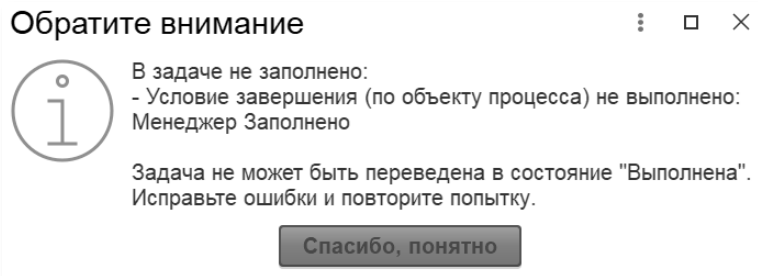 Обратите внимание
В задаче не заполнено:
- Условие завершения (по объекту процесса) не выполнено:
Менеджер Заполнено
Задача не может быть переведена в состояние "Выполнена".
Исправьте ошибки и повторите попытку.
Спасибо, понятно